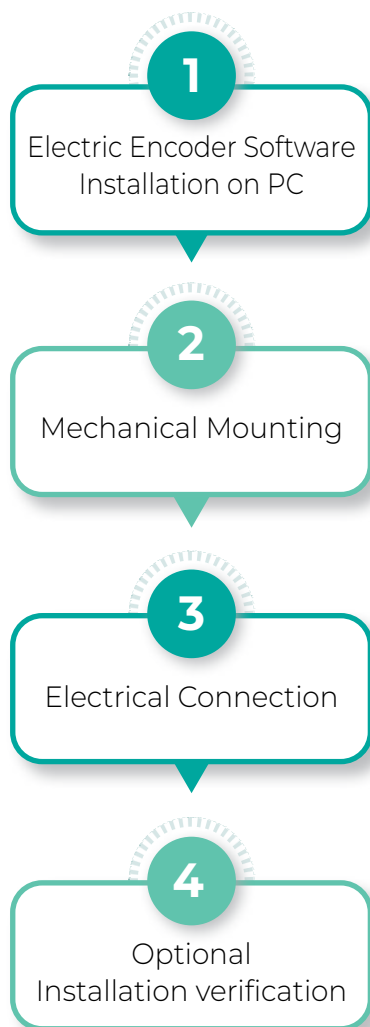 1
Electric Encoder Software
Installation on PC
2
Mechanical Mounting
3
Electrical Connection
4
Optional
Installation verification